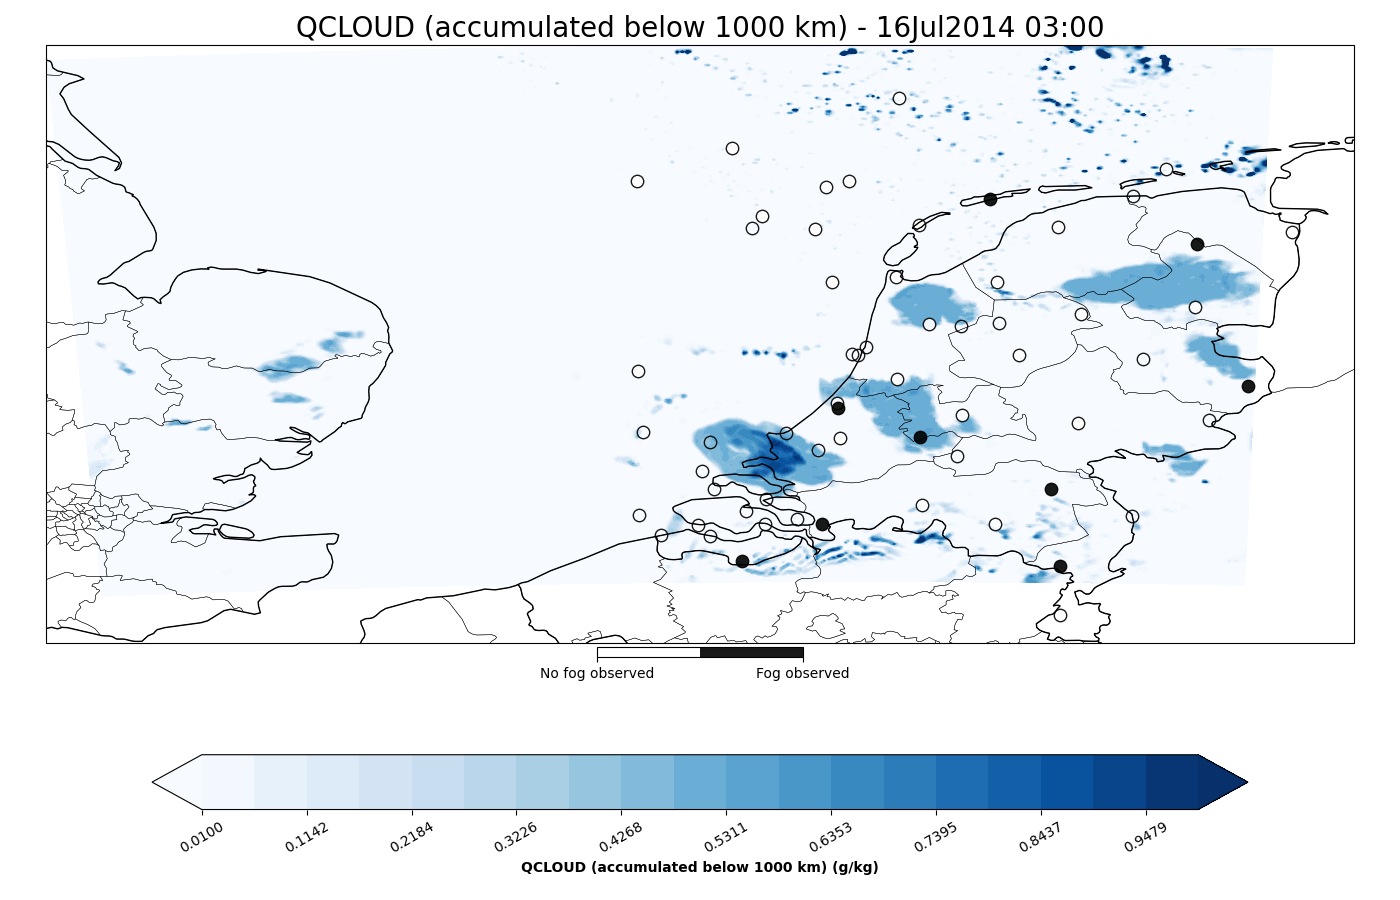 QCLOUD (accumulated below 1000 km) - 16Jul2014 03:00
No fog observed Fog observed
0.0100 0.1142 0.2184 0.3226 0.4268 0.5311 0.6353 0.7395 0.8437 0.9479
QCLOUD (accumulated below 1000 km) (g/kg)